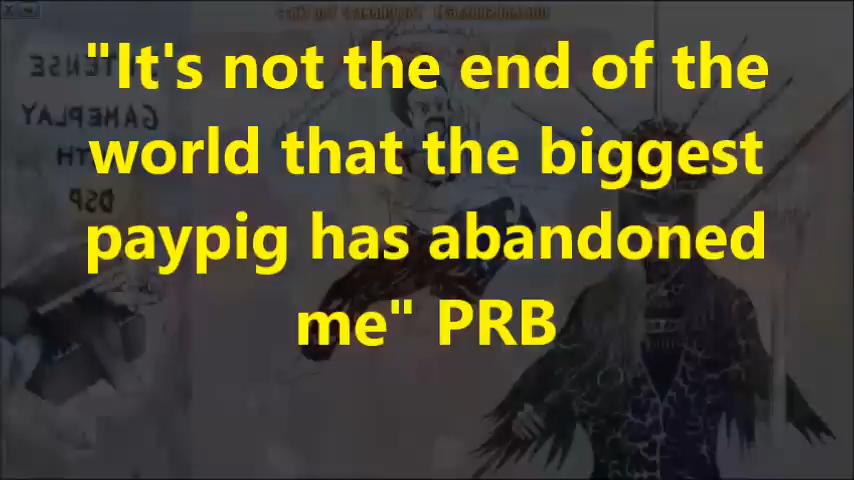 "It's not the end of the
world that the biggest
paypig has abandoned
me" PRB
INTENSE
GAMEPLAY
WITH
DSP